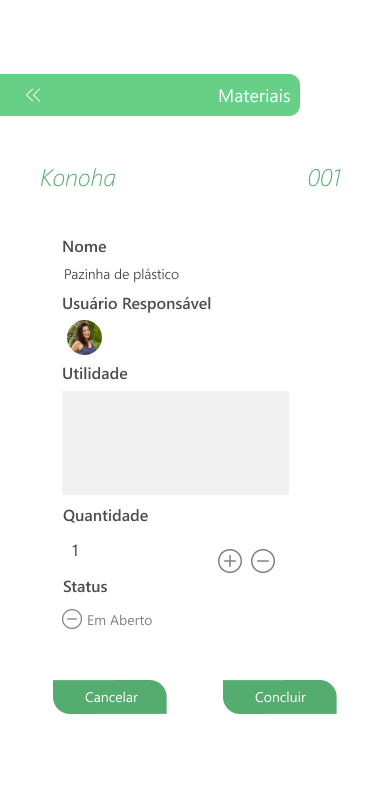 Materiais
Konoha 001
Nome
Pazinha de plástico
Usuário Responsável
Utilidade
Quantidade
1
Status
Em Aberto
Cancelar Concluir